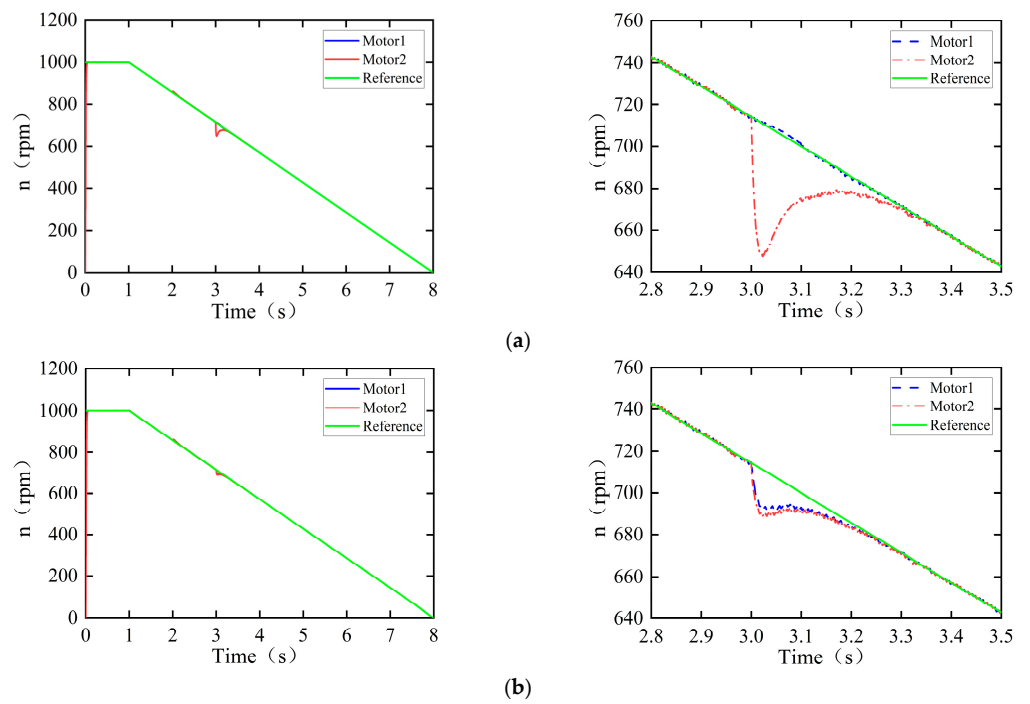 1200
1000
800
600
400
200
0
n（rpm）
0 1 2 3 4 5 6 7 8
Time（s）
Motor1
Motor2
Reference
760
740
720
700
680
660
640
n（rpm）
2.8 2.9 3.0 3.1 3.2 3.3 3.4 3.5
Time（s）
Motor1
Motor2
Reference
(a)
1200
1000
800
600
400
200
0
n（rpm）
0 1 2 3 4 5 6 7 8
Time（s）
Motor1
Motor2
Reference
760
740
720
690
680
660
640
n（rpm）
2.8 2.9 3.0 3.1 3.2 3.3 3.4 3.5
Time（s）
Motor1
Motor2
Reference
(b)